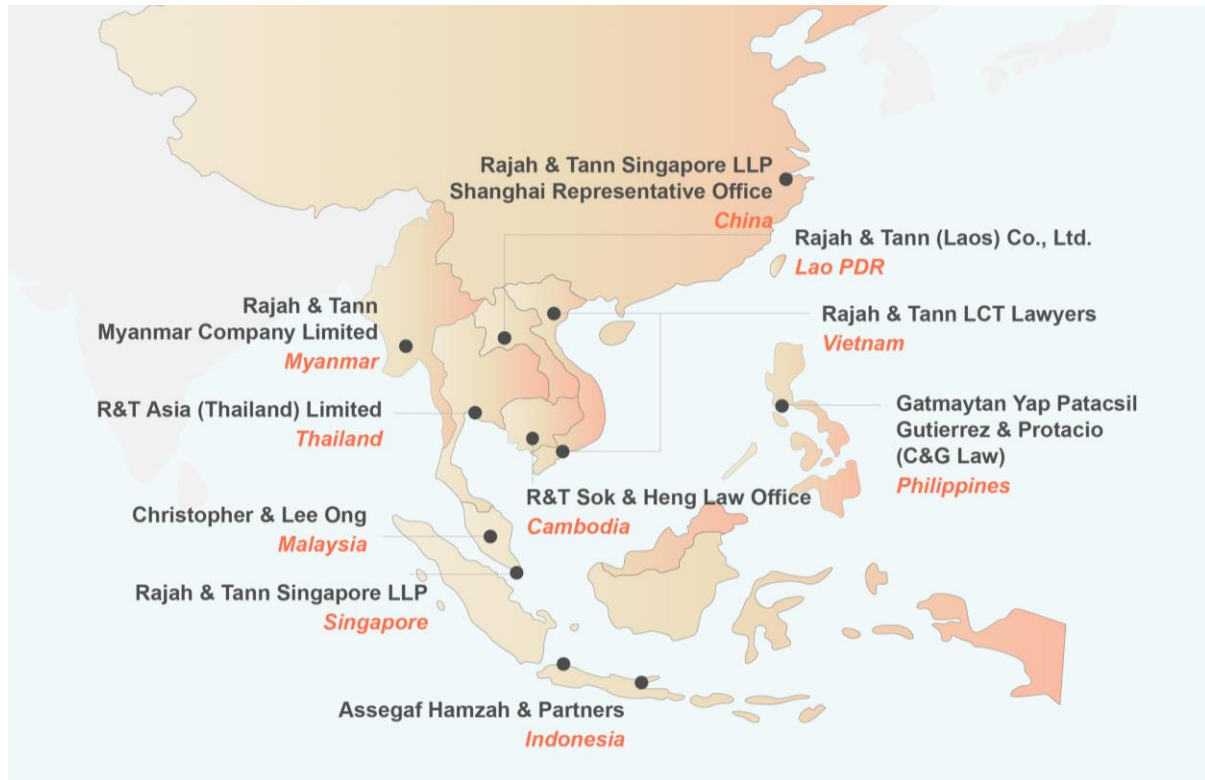 Rajah & Tann Singapore LLP
Shanghai Representative Office
China
Rajah & Tann (Laos) Co., Ltd.
Lao PDR
Rajah & Tann
Myanmar Company Limited
Myanmar
Rajah & Tann LCT Lawyers
Vietnam
R&T Asia (Thailand) Limited
Thailand
Gatmaytan Yap Patacsil
Gutierrez & Protacio
(C&G Law)
Philippines
R&T Sok & Heng Law Office
Cambodia
Christopher & Lee Ong
Malaysia
Rajah & Tann Singapore LLP
Singapore
Assegaf Hamzah & Partners
Indonesia